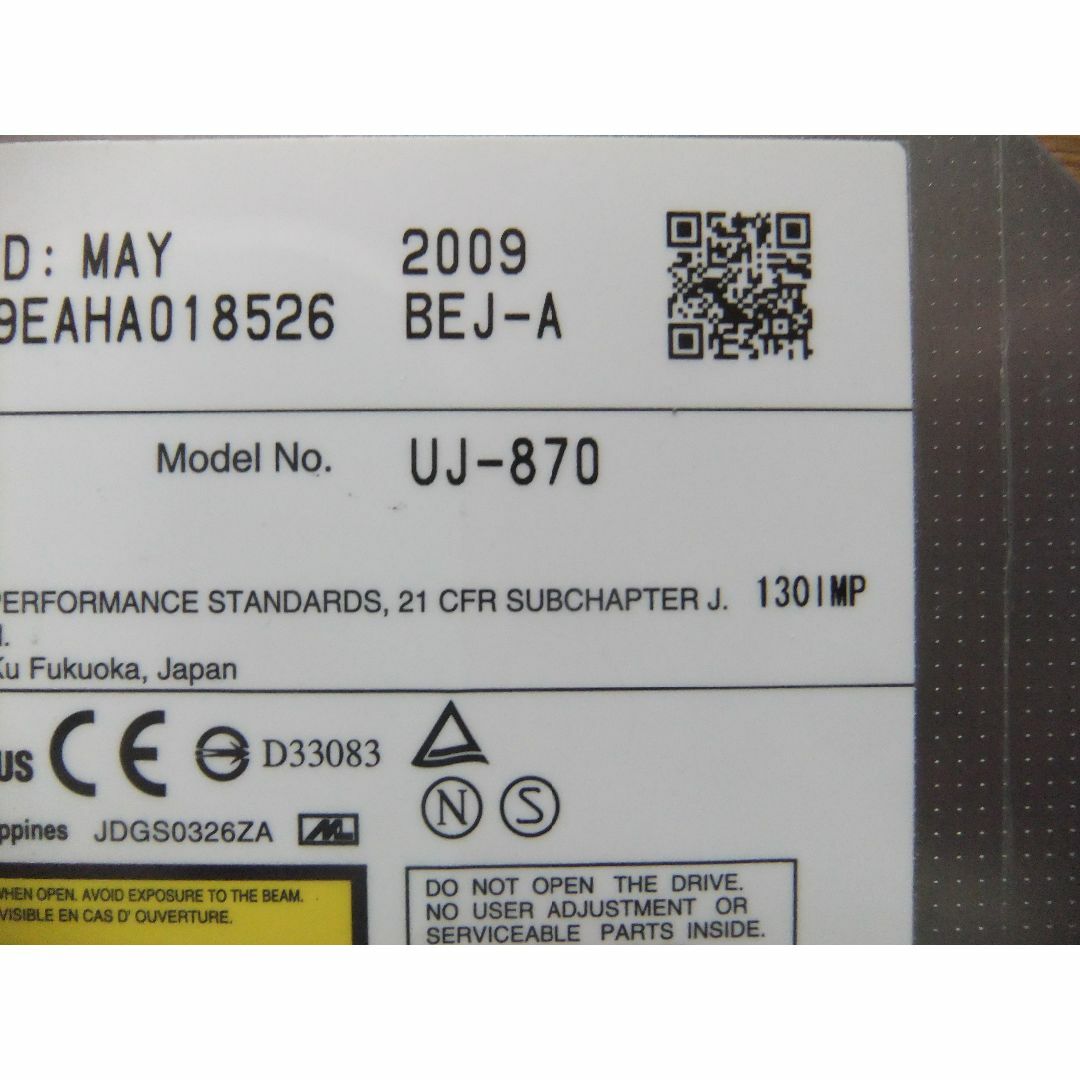 D: MAY 2009
9EAHA018526 BEJ-A
Model No. UJ-870
PERFORMANCE STANDARDS, 21 CFR SUBCHAPTER J. 1301MP
Ku Fukuoka, Japan
US CE D33083
N S
ppines JDGS0326ZA
WHEN OPEN. AVOID EXPOSURE TO THE BEAM.
VISIBLE EN CAS D' OUVERTURE.
DO NOT OPEN THE DRIVE.
NO USER ADJUSTMENT OR
SERVICEABLE PARTS INSIDE.